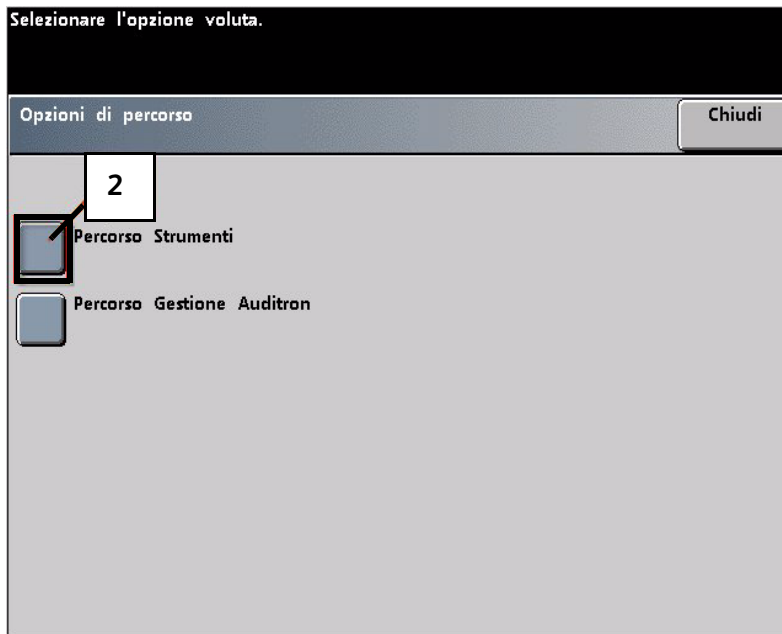 Selezionare l'opzione voluta.
Opzioni di percorso
Chiudi
2
Percorso Strumenti
Percorso Gestione Auditron